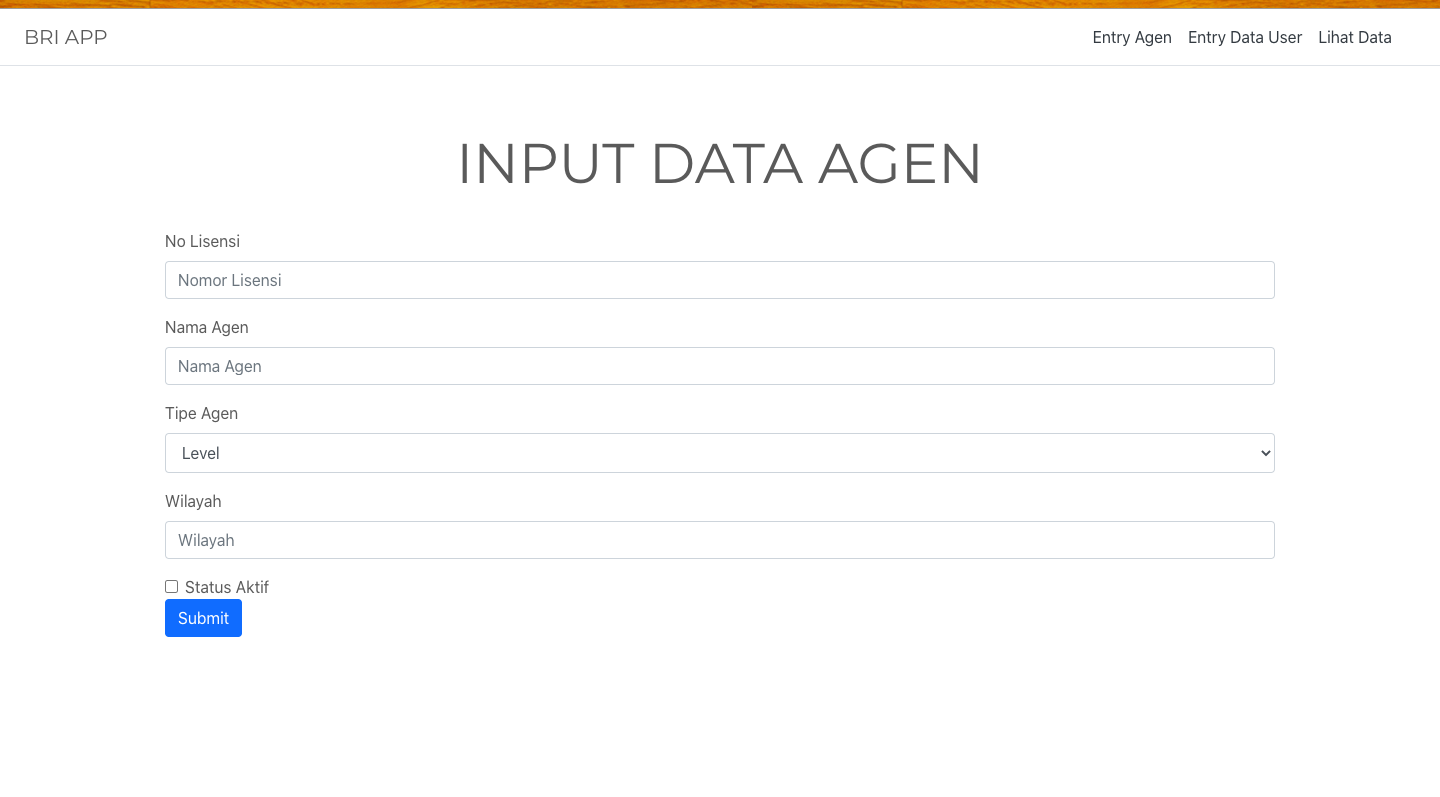 BRI APP
Entry Agen Entry Data User Lihat Data
INPUT DATA AGEN
No Lisensi
Nomor Lisensi
Nama Agen
Nama Agen
Tipe Agen
Level
Wilayah
Wilayah
Status Aktif
Submit